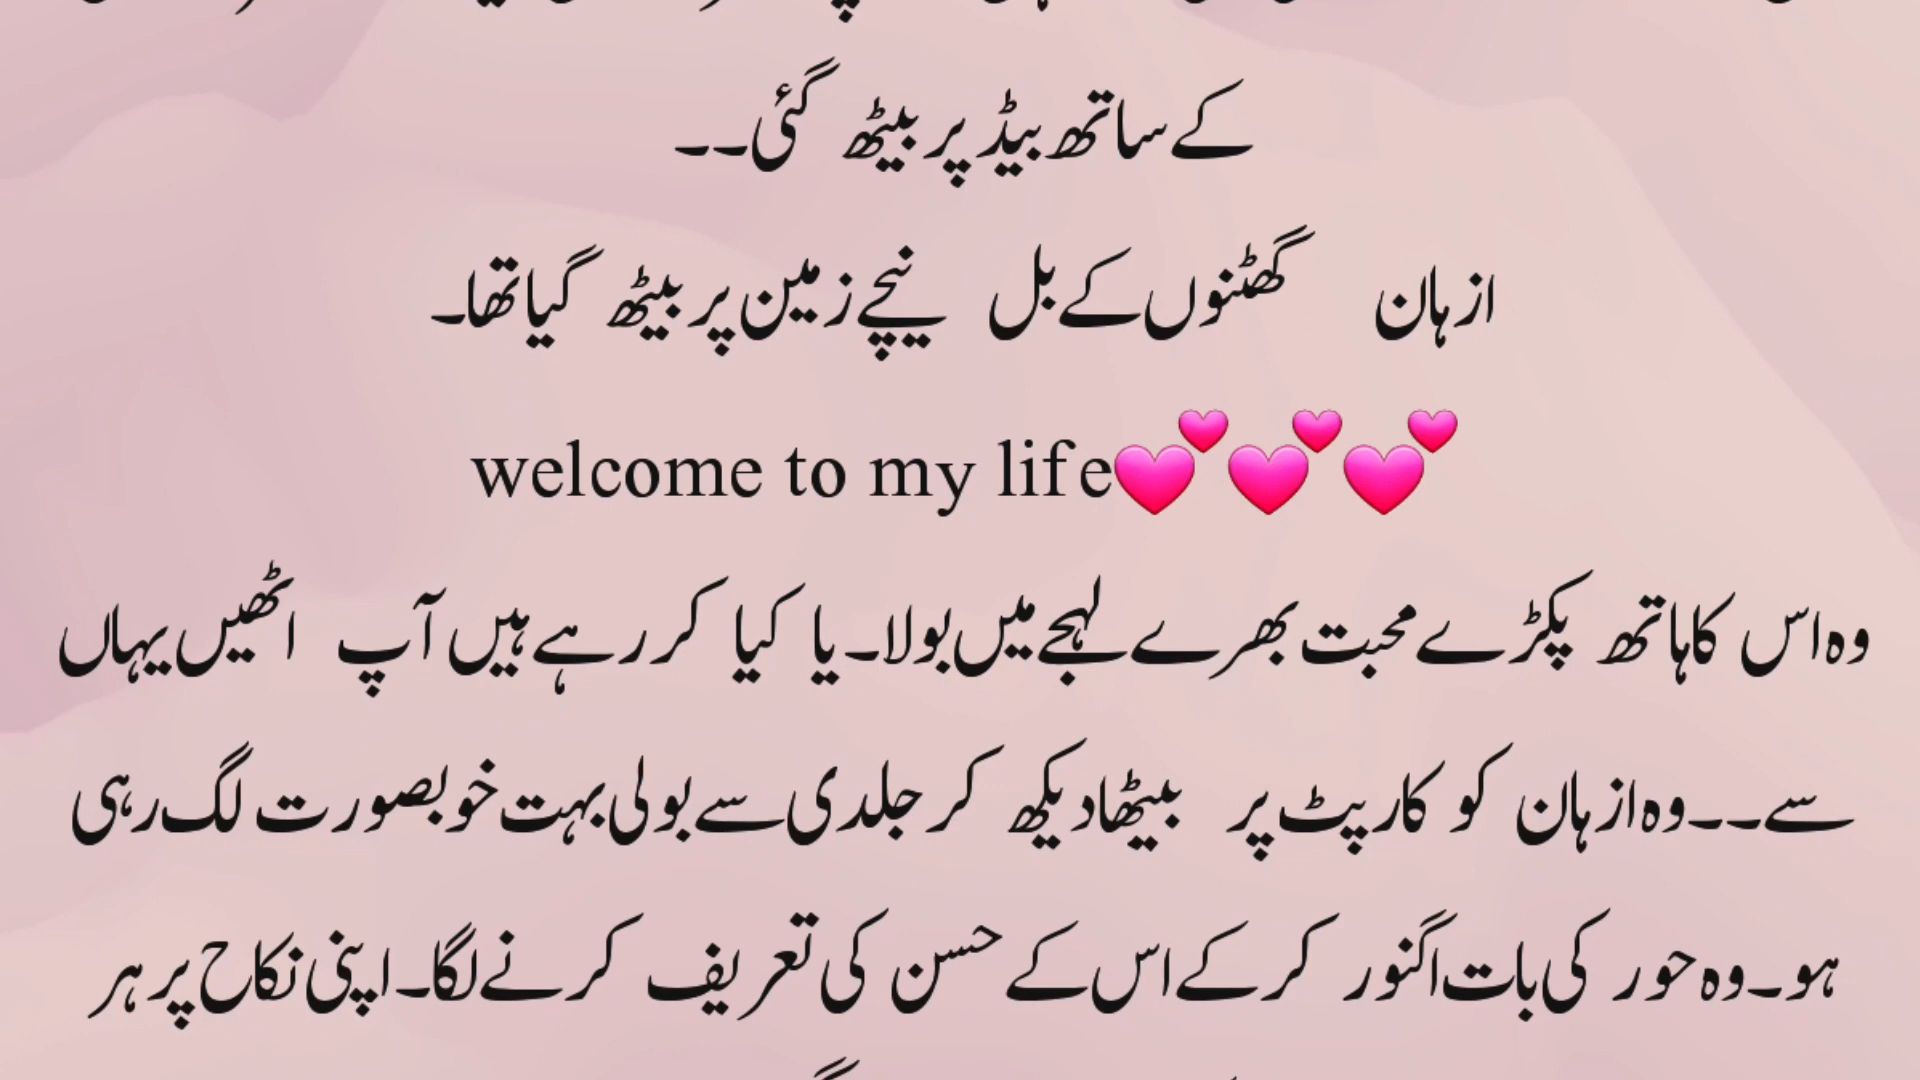 کے ساتھ بیڈ پر بیٹھ گئی۔۔
ازہان گھٹنوں کے بل نیچے زمین پر بیٹھ گیا تھا۔
welcome to my life💕💕💕
وہ اس کا ہاتھ پکڑے محبت بھرے لہجے میں بولا۔ یا کیا کر رہے ہیں آپ اٹھیں یہاں
سے۔۔وہ ازہان کو کارپٹ پر بیٹھا دیکھ کر جلدی سے بولی بہت خوبصورت لگ رہی
ہو۔وہ حور کی بات اگنور کر کے اس کے حسن کی تعریف کرنے لگا۔اپنی نکاح پر ہر